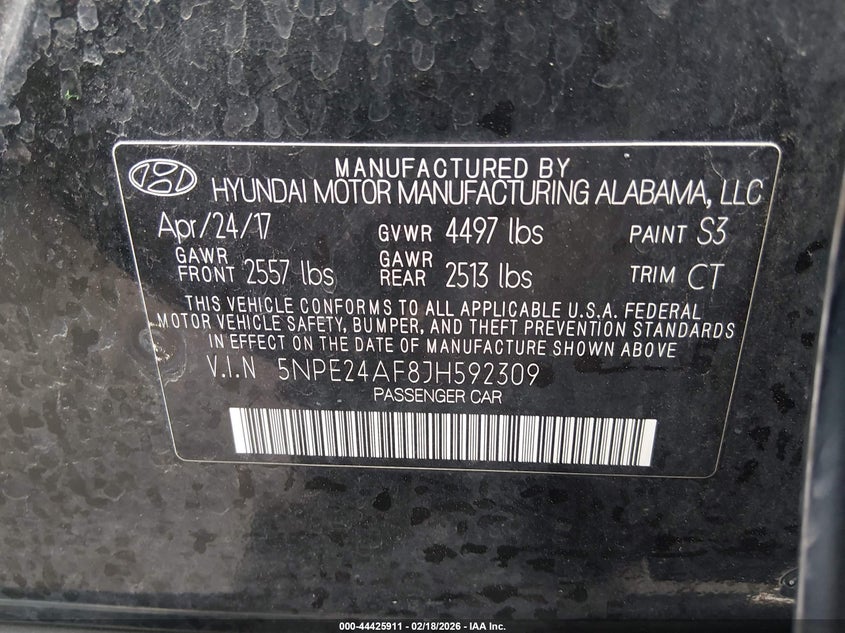 MANUFACTURED BY
HYUNDAI MOTOR MANUFACTURING ALABAMA, LLC
Apr/24/17 GVWR 4497 lbs PAINT S3
GAWR FRONT 2557 lbs GAWR REAR 2513 lbs TRIM CT
THIS VEHICLE CONFORMS TO ALL APPLICABLE U.S.A. FEDERAL
MOTOR VEHICLE SAFETY, BUMPER, AND THEFT PREVENTION STANDARDS
IN EFFECT ON THE DATE OF MANUFACTURE SHOWN ABOVE
V.I.N 5NPE24AF8JH592309
PASSENGER CAR
000-44425911 - 02/18/2026 - IAA Inc.